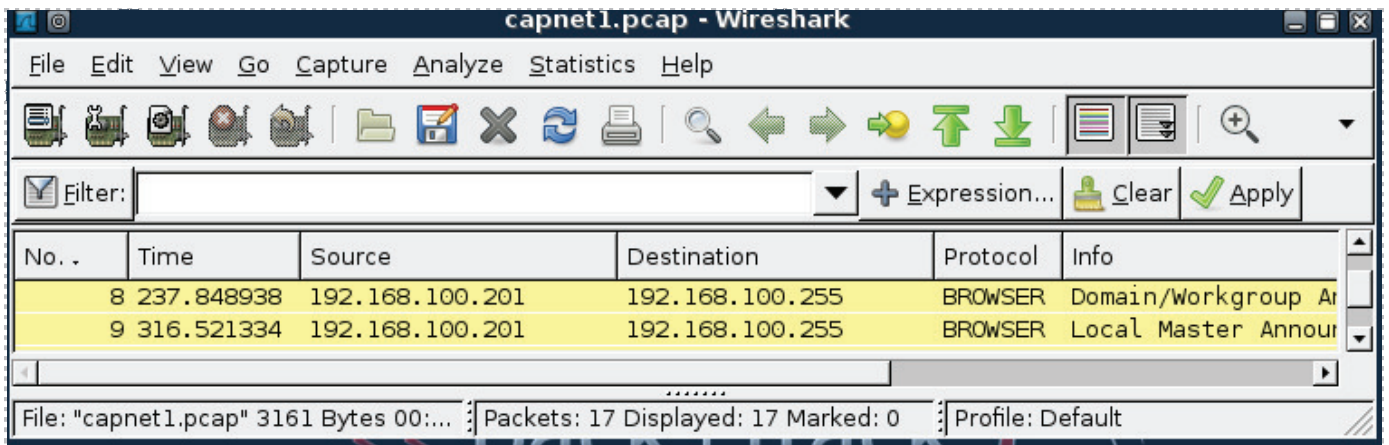 capnet1.pcap - Wireshark
File Edit View Go Capture Analyze Statistics Help
Filter: Expression... Clear Apply
No. . Time Source Destination Protocol Info
8 237.848938 192.168.100.201 192.168.100.255 BROWSER Domain/Workgroup
9 316.521334 192.168.100.201 192.168.100.255 BROWSER Local Master
File: "capnet1.pcap" 3161 Bytes 00:... Packets: 17 Displayed: 17 Marked: 0 Profile: Default